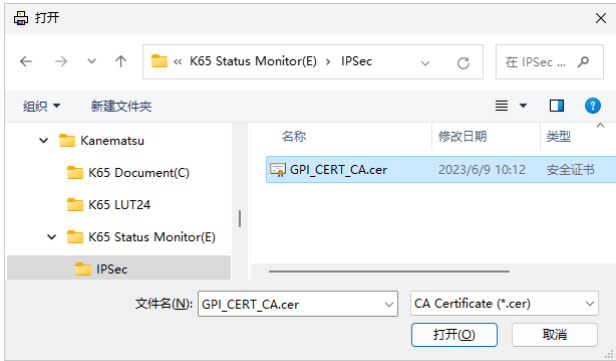 打开
« K65 Status Monitor(E) › IPSec
在 IPSec ...
组织 新建文件夹
Kanematsu
K65 Document(C)
K65 LUT24
K65 Status Monitor(E)
IPSec
名称 修改日期 类型
GPI_CERT_CA.cer 2023/6/9 10:12 安全证书
文件名(N): GPI_CERT_CA.cer CA Certificate (*.cer)
打开(O) 取消